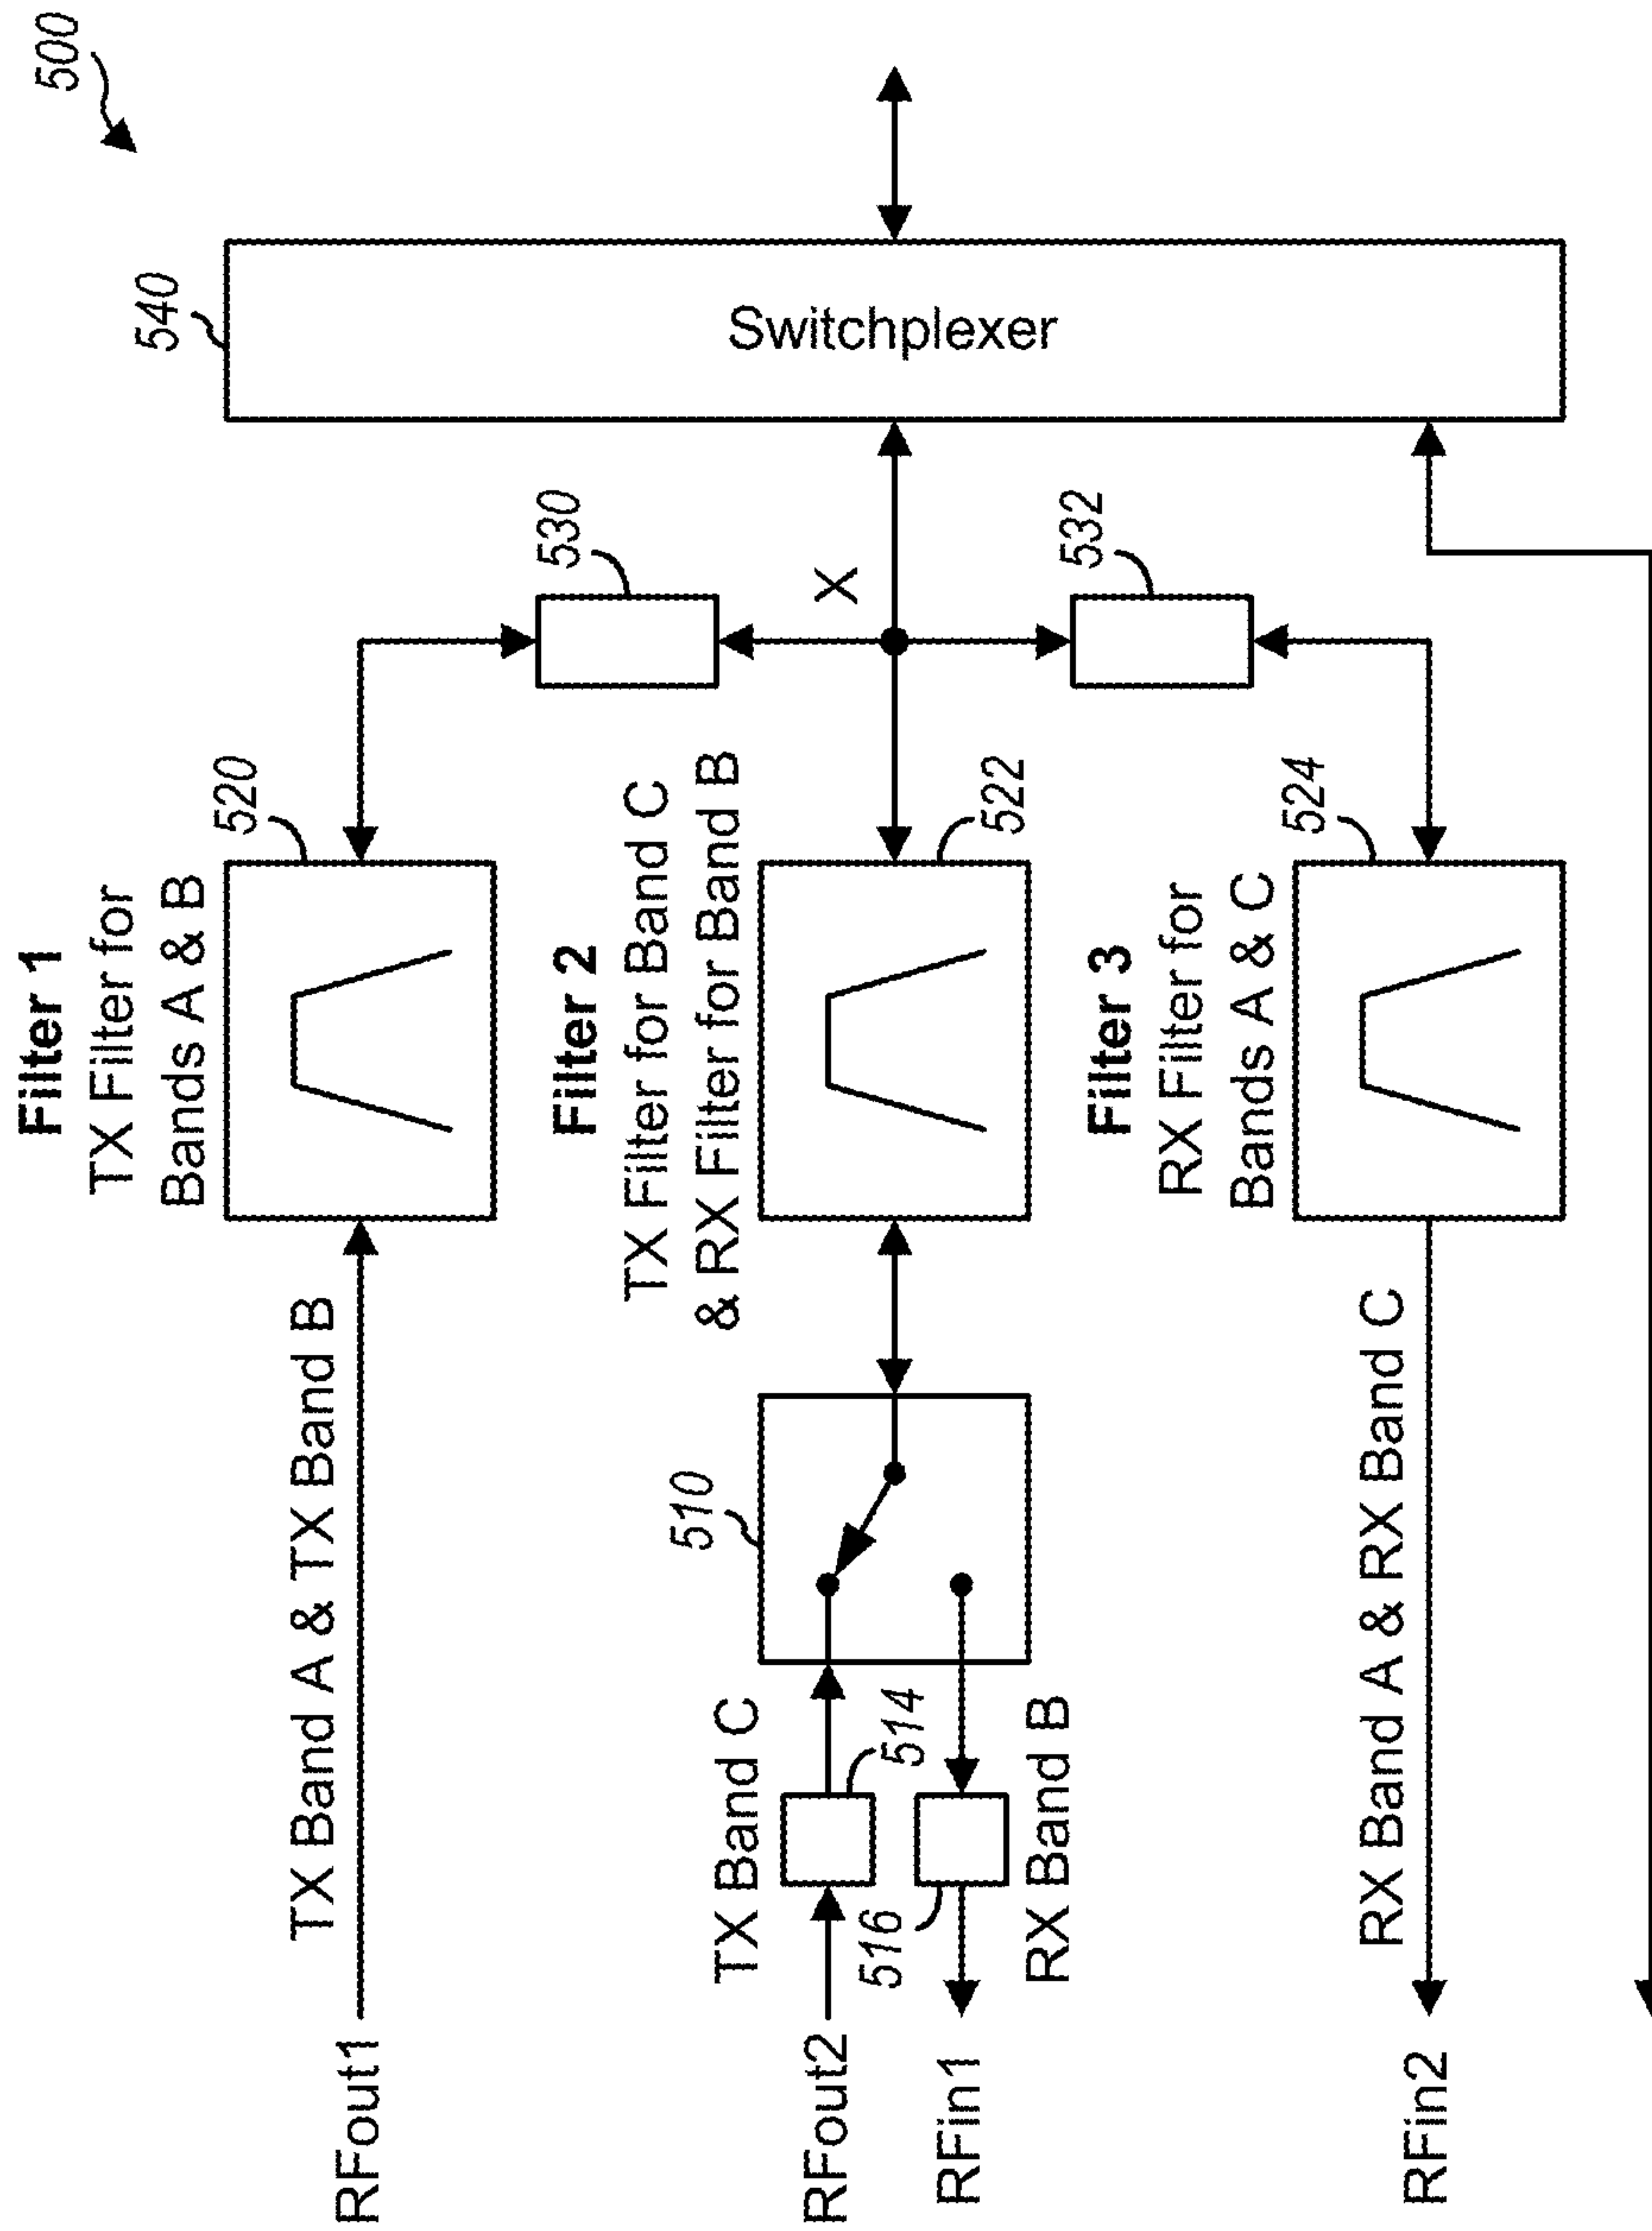 500
540
Switchplexer
530
X
532
Filter 1
TX Filter for
Bands A & B
520
Filter 2
TX Filter for Band C
& RX Filter for Band B
522
Filter 3
RX Filter for
Bands A & C
524
TX Band A & TX Band B
510
TX Band C
514
516
RX Band B
RX Band A & RX Band C
RFout1
RFout2
RFin1
RFin2